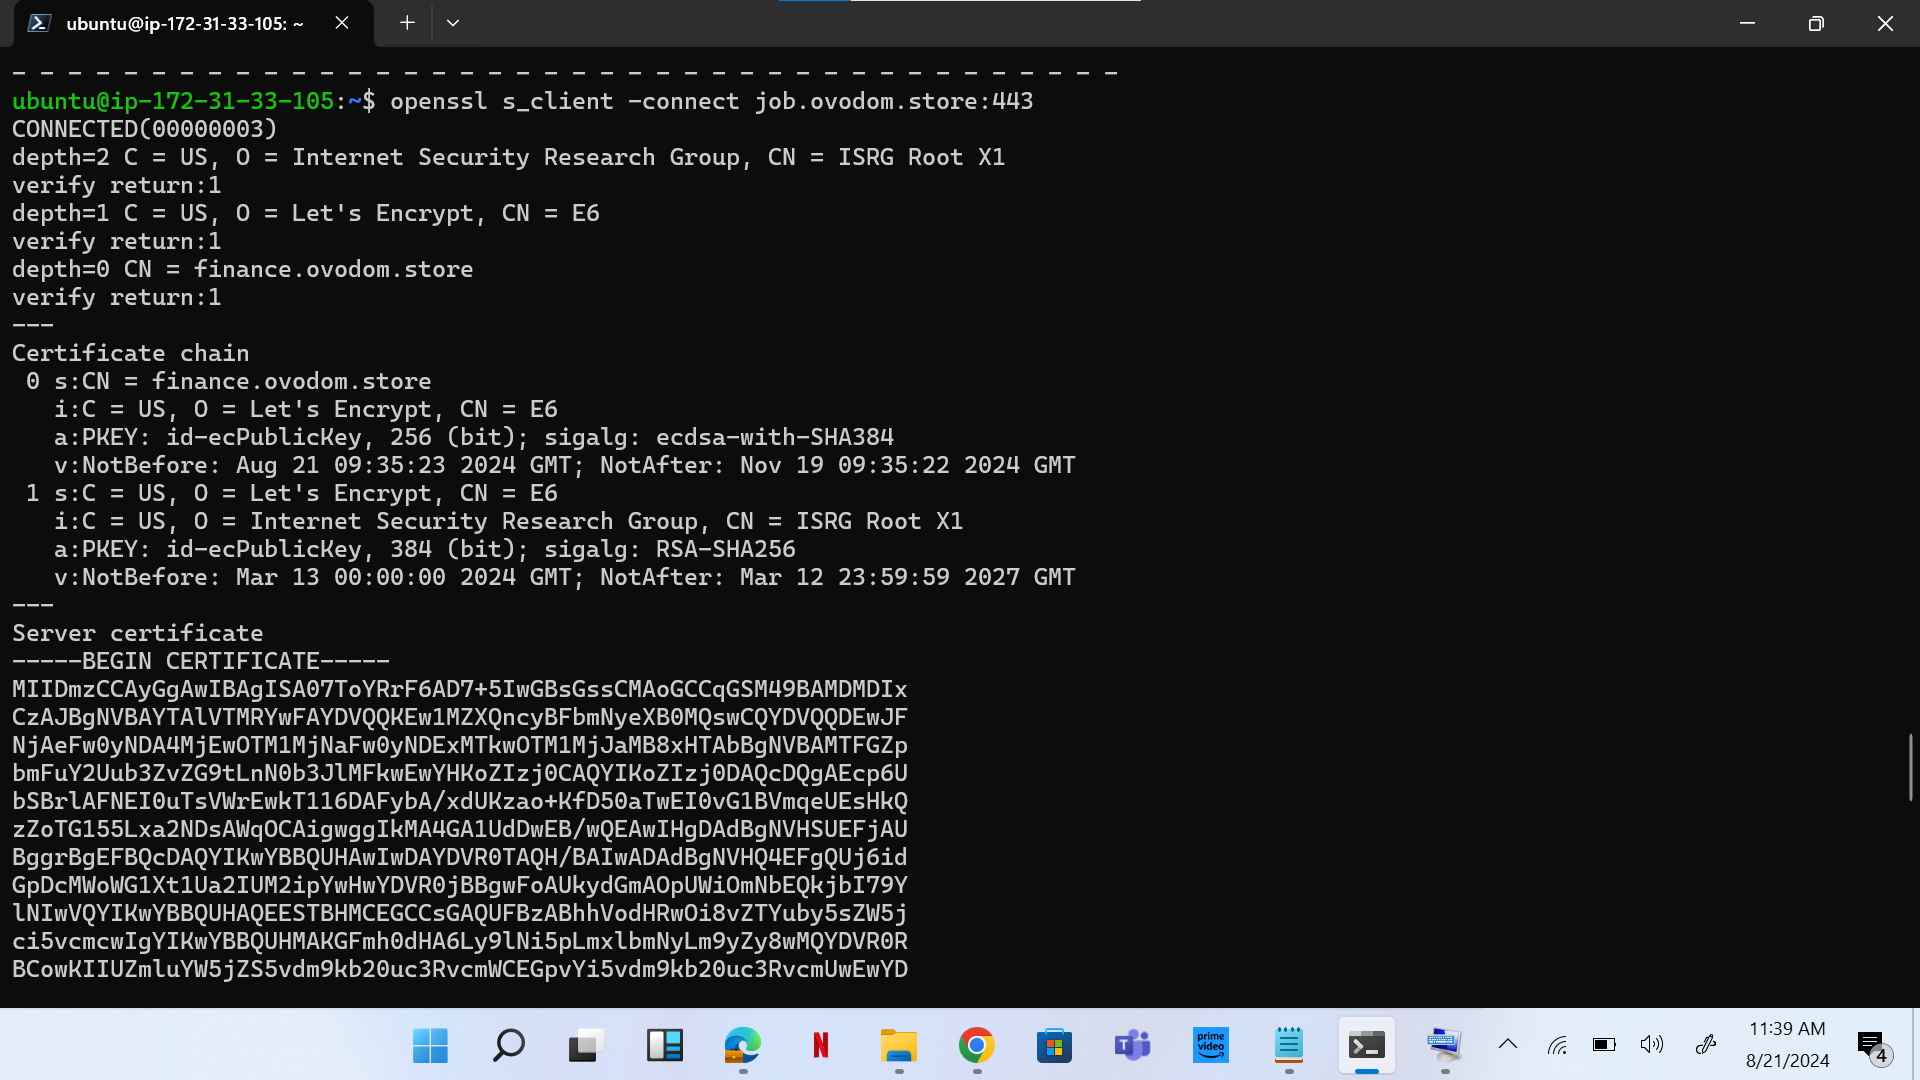 ubuntu@ip-172-31-33-105: ~
- - - - - - - - - - - - - - - - - - - - - - - - - - - - - - - - - - - - - - - -
ubuntu@ip-172-31-33-105:~$ openssl s_client -connect job.ovodom.store:443
CONNECTED(00000003)
depth=2 C = US, O = Internet Security Research Group, CN = ISRG Root X1
verify return:1
depth=1 C = US, O = Let's Encrypt, CN = E6
verify return:1
depth=0 CN = finance.ovodom.store
verify return:1
---
Certificate chain
0 s:CN = finance.ovodom.store
i:C = US, O = Let's Encrypt, CN = E6
a:PKEY: id-ecPublicKey, 256 (bit); sigalg: ecdsa-with-SHA384
v:NotBefore: Aug 21 09:35:23 2024 GMT; NotAfter: Nov 19 09:35:22 2024 GMT
1 s:C = US, O = Let's Encrypt, CN = E6
i:C = US, O = Internet Security Research Group, CN = ISRG Root X1
a:PKEY: id-ecPublicKey, 384 (bit); sigalg: RSA-SHA256
v:NotBefore: Mar 13 00:00:00 2024 GMT; NotAfter: Mar 12 23:59:59 2027 GMT
---
Server certificate
-----BEGIN CERTIFICATE-----
MIIDmzCCAyGgAwIBAgISA07ToYRrF6AD7+5IwGBsGssCMAoGCCqGSM49BAMDMDIx
CzAJBgNVBAYTAlVTMRYwFAYDVQQKEw1MZXQncyBFbmNyeXB0MQswCQYDVQQDEwJF
NjAeFw0yNDA4MjEwOTM1MjNaFw0yNDExMTkwOTM1MjJaMB8xHTAbBgNVBAMTFGZp
bmFuY2Uub3ZvZG9tLnN0b3JlMFkwEwYHKoZIzj0CAQYIKoZIzj0DAQcDQgAEcp6U
bSBrlAFNEI0uTsVWrEwkT116DAFybA/xdUKzao+KfD50aTwEI0vG1BVmqeUEsHkQ
zZoTG155Lxa2NDsAWqOCAigwggIkMA4GA1UdDwEB/wQEAwIHgDAdBgNVHSUEFjAU
BggrBgEFBQcDAQYIKwYBBQUHAwIwDAYDVR0TAQH/BAIwADAdBgNVHQ4EFgQUj6id
GpDcMWoWG1Xt1Ua2IUM2ipYwHwYDVR0jBBgwFoAUkydGmAOpUWiOmNbEQkjbI79Y
lNIwVQYIKwYBBQUHAQEESTBHMCEGCCsGAQUFBzABhhVodHRwOi8vZTYuby5sZW5j
ci5vcmcwIgYIKwYBBQUHMAKGFmh0dHA6Ly9lNi5pLmxlbmNyLm9yZy8wMQYDVR0R
BCowKIIUZmluYW5jZS5vdm9kb20uc3RvcmWCEGpvYi5vdm9kb20uc3RvcmUwEwYD
N
T
prime
video
11:39 AM
8/21/2024
4